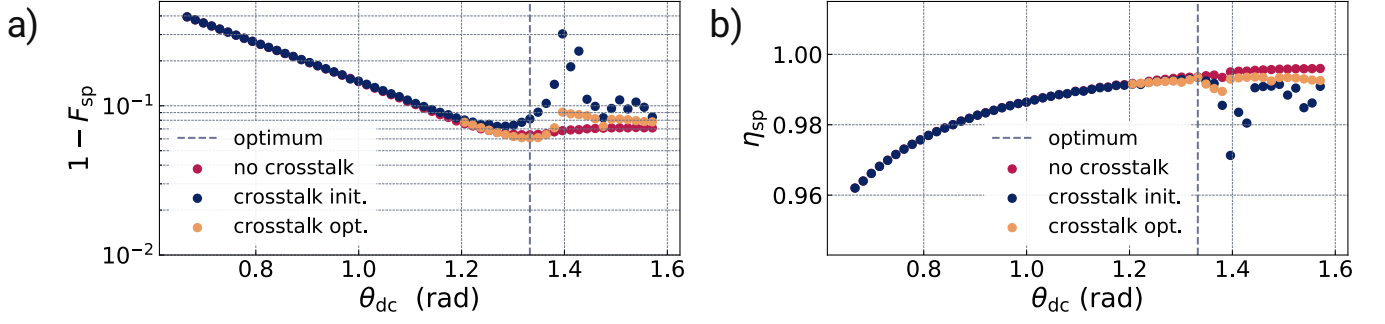 a)
1 − F_sp
10^−1
10^−2
optimum
no crosstalk
crosstalk init.
crosstalk opt.
0.8 1.0 1.2 1.4 1.6
θ_dc (rad)
b)
η_sp
1.00
0.98
0.96
optimum
no crosstalk
crosstalk init.
crosstalk opt.
0.8 1.0 1.2 1.4 1.6
θ_dc (rad)